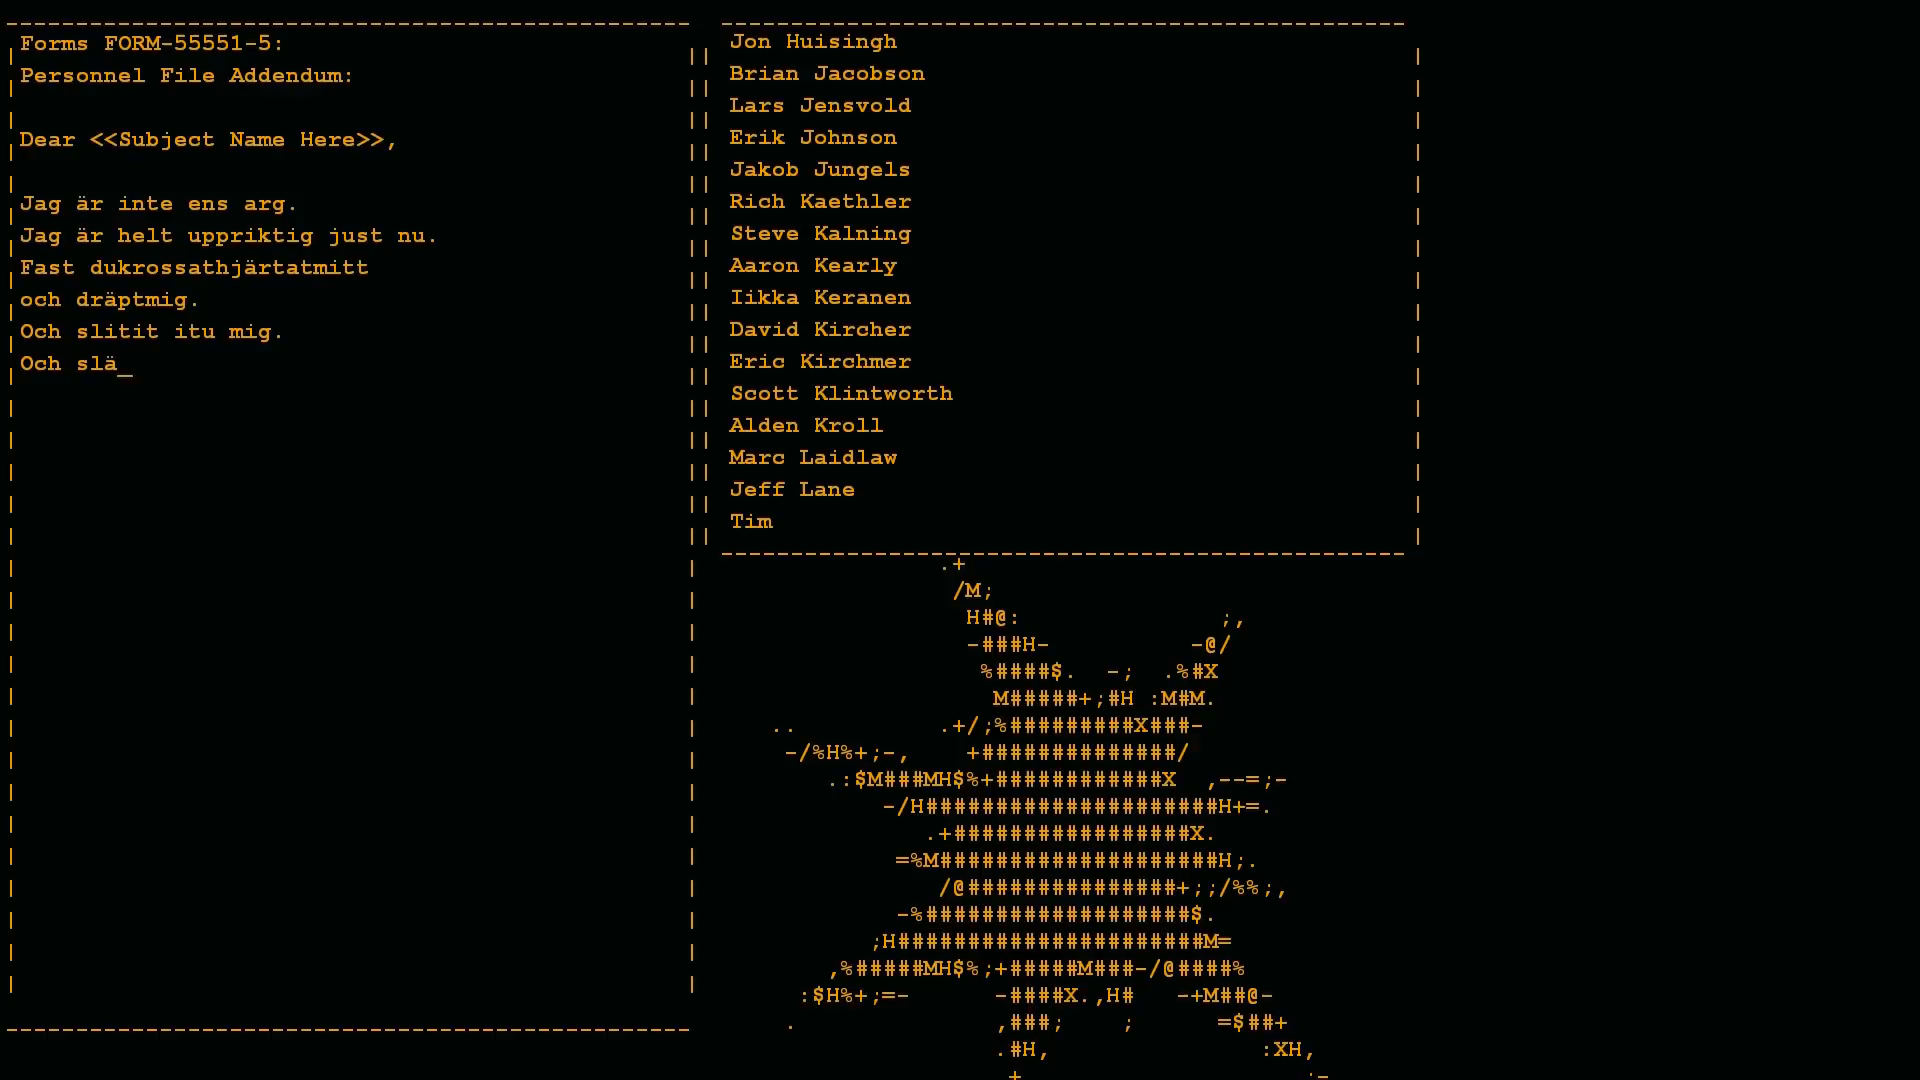 Forms FORM-55551-5:
Personnel File Addendum:
Dear <<Subject Name Here>>,
Jag är inte ens arg.
Jag är helt uppriktig just nu.
Fast dukrossathjärtatmitt
och dräptmig.
Och slitit itu mig.
Och slä_
Jon Huisingh
Brian Jacobson
Lars Jensvold
Erik Johnson
Jakob Jungels
Rich Kaethler
Steve Kalning
Aaron Kearly
Iikka Keranen
David Kircher
Eric Kirchmer
Scott Klintworth
Alden Kroll
Marc Laidlaw
Jeff Lane
Tim